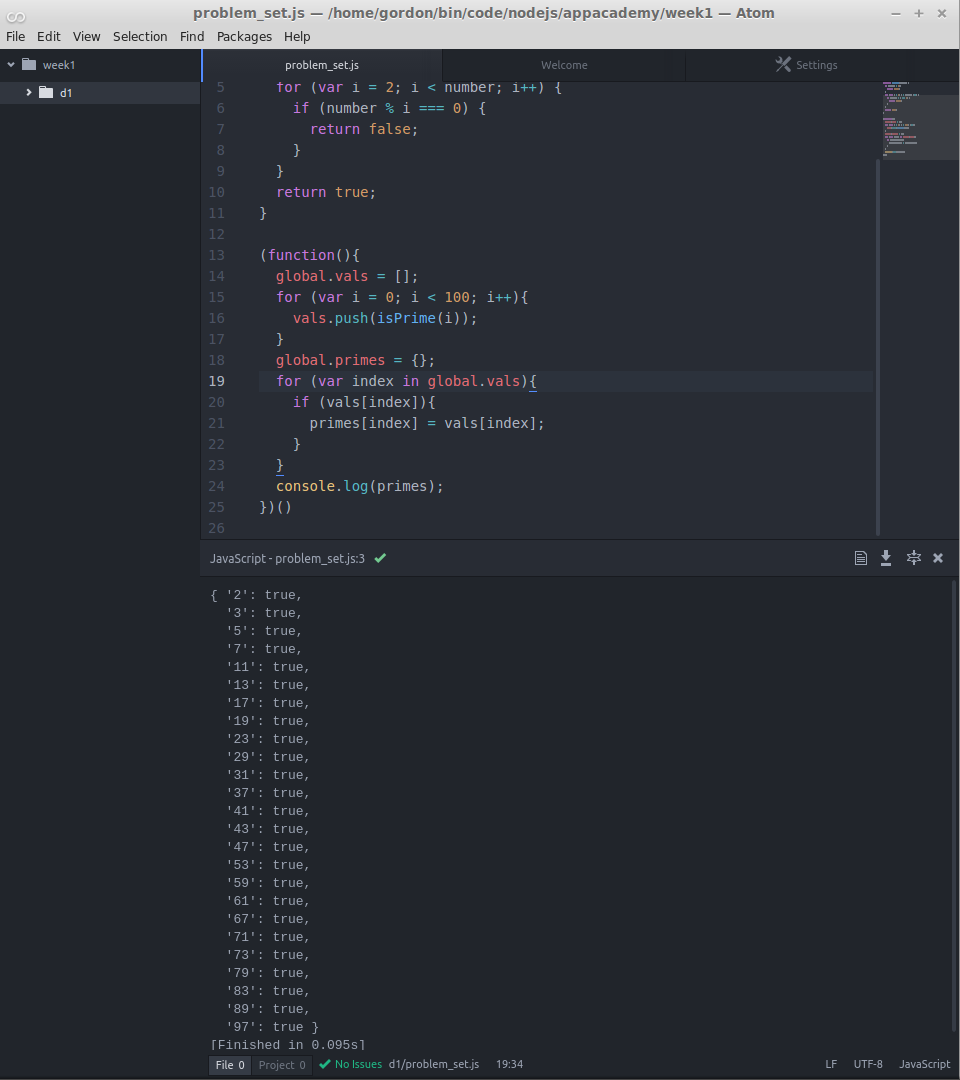 problem_set.js — /home/gordon/bin/code/nodejs/appacademy/week1 — Atom
File Edit View Selection Find Packages Help
week1
d1
problem_set.js Welcome Settings
5 for (var i = 2; i < number; i++) {
6 if (number % i === 0) {
7 return false;
8 }
9 }
10 return true;
11 }
12
13 (function(){
14 global.vals = [];
15 for (var i = 0; i < 100; i++){
16 vals.push(isPrime(i));
17 }
18 global.primes = {};
19 for (var index in global.vals){
20 if (vals[index]){
21 primes[index] = vals[index];
22 }
23 }
24 console.log(primes);
25 })()
26
JavaScript - problem_set.js:3
{ '2': true,
'3': true,
'5': true,
'7': true,
'11': true,
'13': true,
'17': true,
'19': true,
'23': true,
'29': true,
'31': true,
'37': true,
'41': true,
'43': true,
'47': true,
'53': true,
'59': true,
'61': true,
'67': true,
'71': true,
'73': true,
'79': true,
'83': true,
'89': true,
'97': true }
[Finished in 0.095s]
File 0 Project 0 No Issues d1/problem_set.js 19:34 LF UTF-8 JavaScript